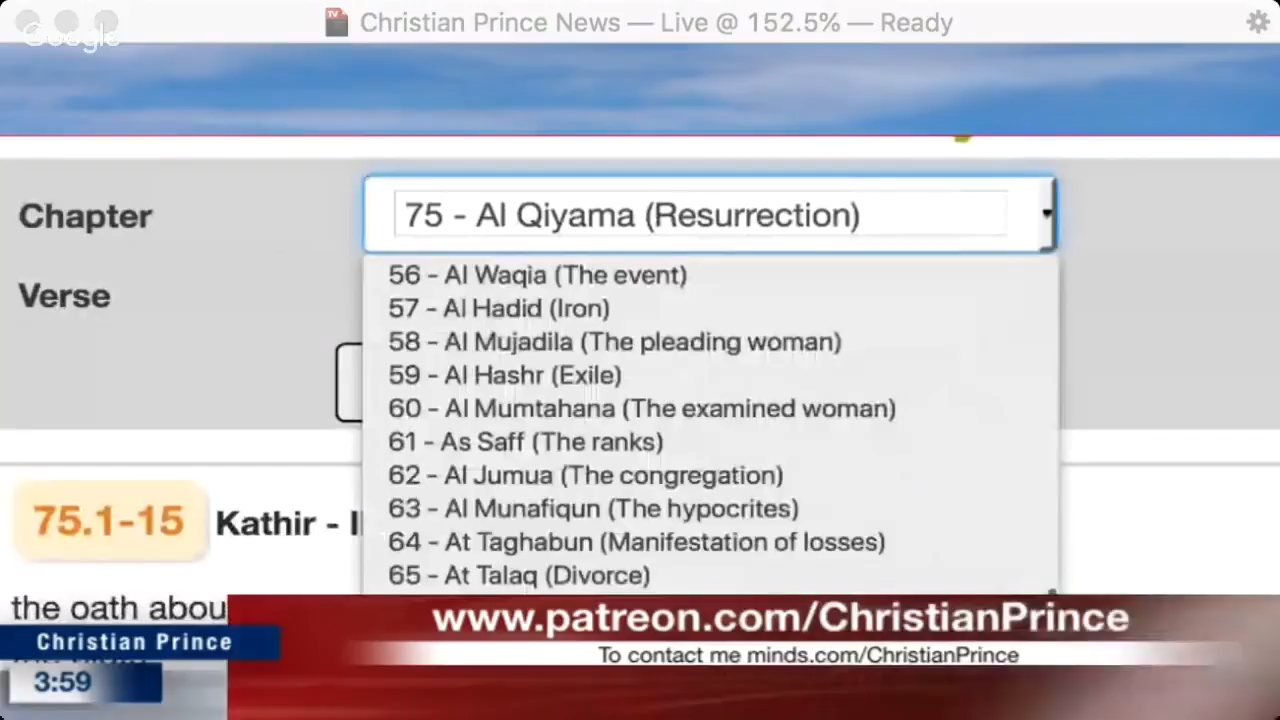 Christian Prince News — Live @ 152.5% — Ready
Google
Chapter
75 - Al Qiyama (Resurrection)
Verse
56 - Al Waqia (The event)
57 - Al Hadid (Iron)
58 - Al Mujadila (The pleading woman)
59 - Al Hashr (Exile)
60 - Al Mumtahana (The examined woman)
61 - As Saff (The ranks)
62 - Al Jumua (The congregation)
63 - Al Munafiqun (The hypocrites)
64 - At Taghabun (Manifestation of losses)
65 - At Talaq (Divorce)
75.1-15 Kathir -
the oath abou
www.patreon.com/ChristianPrince
Christian Prince
To contact me minds.com/ChristianPrince
3:59